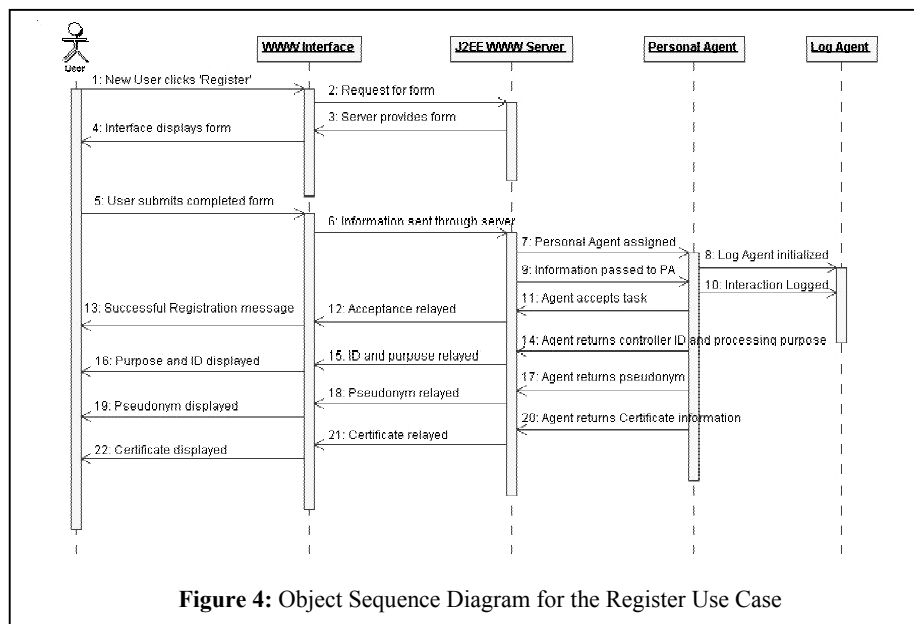 WWW Interface
J2EE WWW Server
Personal Agent
Log Agent
User
1: New User clicks 'Register'
2: Request for form
3: Server provides form
4: Interface displays form
5: User submits completed form
6: Information sent through server
7: Personal Agent assigned
8: Log Agent initialized
9: Information passed to PA
10: Interaction Logged
11: Agent accepts task
12: Acceptance relayed
13: Successful Registration message
14: Agent returns controller ID and processing purpose
15: ID and purpose relayed
16: Purpose and ID displayed
17: Agent returns pseudonym
18: Pseudonym relayed
19: Pseudonym displayed
20: Agent returns Certificate information
21: Certificate relayed
22: Certificate displayed
Figure 4: Object Sequence Diagram for the Register Use Case